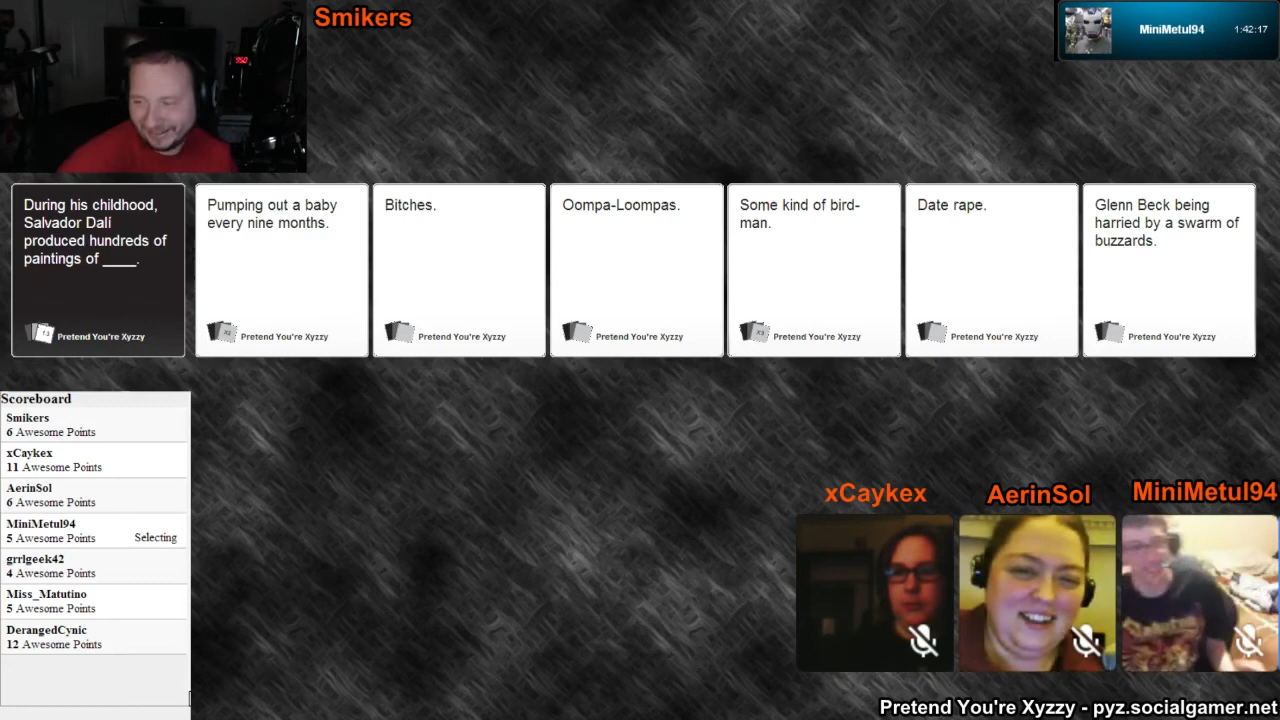 Smikers
MiniMetul94
1:42:17
During his childhood,
Salvador Dali
produced hundreds of
paintings of ____.
Pretend You're Xyzzy
Pumping out a baby
every nine months.
Pretend You're Xyzzy
Bitches.
Pretend You're Xyzzy
Oompa-Loompas.
Pretend You're Xyzzy
Some kind of bird-
man.
Pretend You're Xyzzy
Date rape.
Pretend You're Xyzzy
Glenn Beck being
harried by a swarm of
buzzards.
Pretend You're Xyzzy
Scoreboard
Smikers
6 Awesome Points
xCaykex
11 Awesome Points
AerinSol
6 Awesome Points
MiniMetul94
5 Awesome Points Selecting
grrlgeek42
4 Awesome Points
Miss_Matutino
5 Awesome Points
DerangedCynic
12 Awesome Points
xCaykex
AerinSol
MiniMetul94
Pretend You're Xyzzy - pyz.socialgamer.net